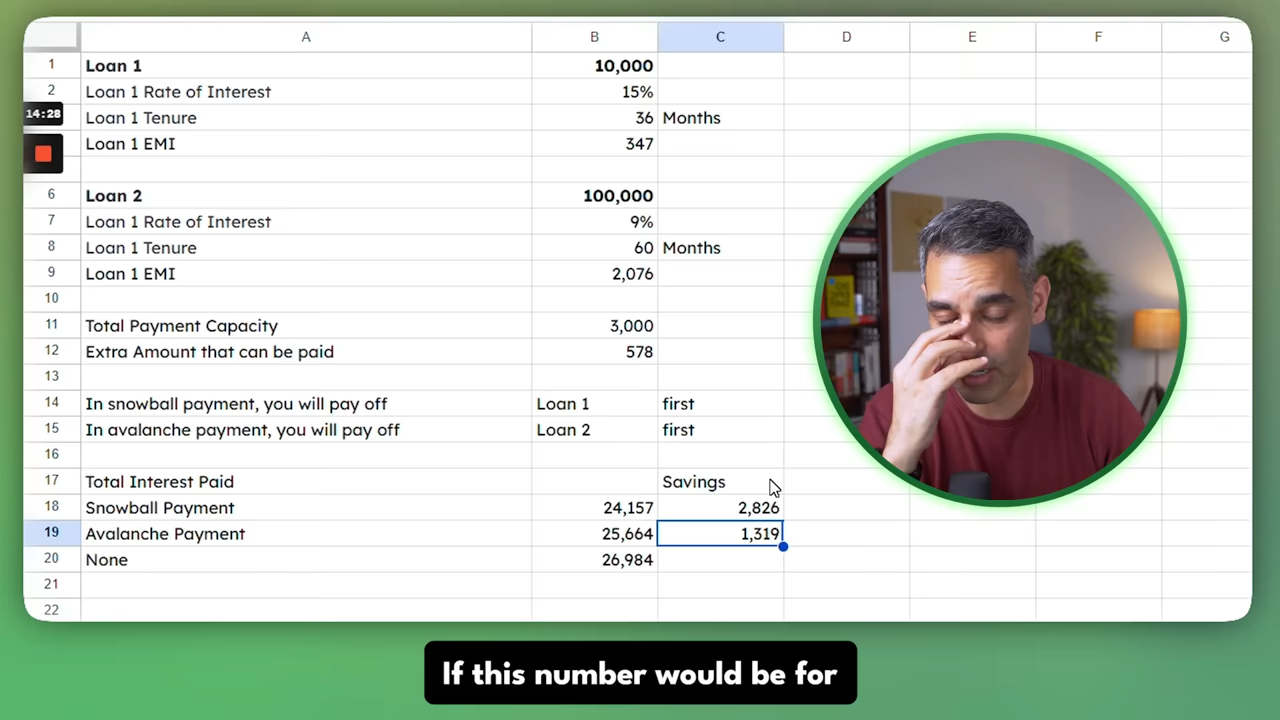 A B C D E F G
1 Loan 1 10,000
2 Loan 1 Rate of Interest 15%
14:28
3 Loan 1 Tenure 36 Months
Loan 1 EMI 347
6 Loan 2 100,000
7 Loan 1 Rate of Interest 9%
8 Loan 1 Tenure 60 Months
9 Loan 1 EMI 2,076
10
11 Total Payment Capacity 3,000
12 Extra Amount that can be paid 578
13
14 In snowball payment, you will pay off Loan 1 first
15 In avalanche payment, you will pay off Loan 2 first
16
17 Total Interest Paid Savings
18 Snowball Payment 24,157 2,826
19 Avalanche Payment 25,664 1,319
20 None 26,984
21
22
If this number would be for